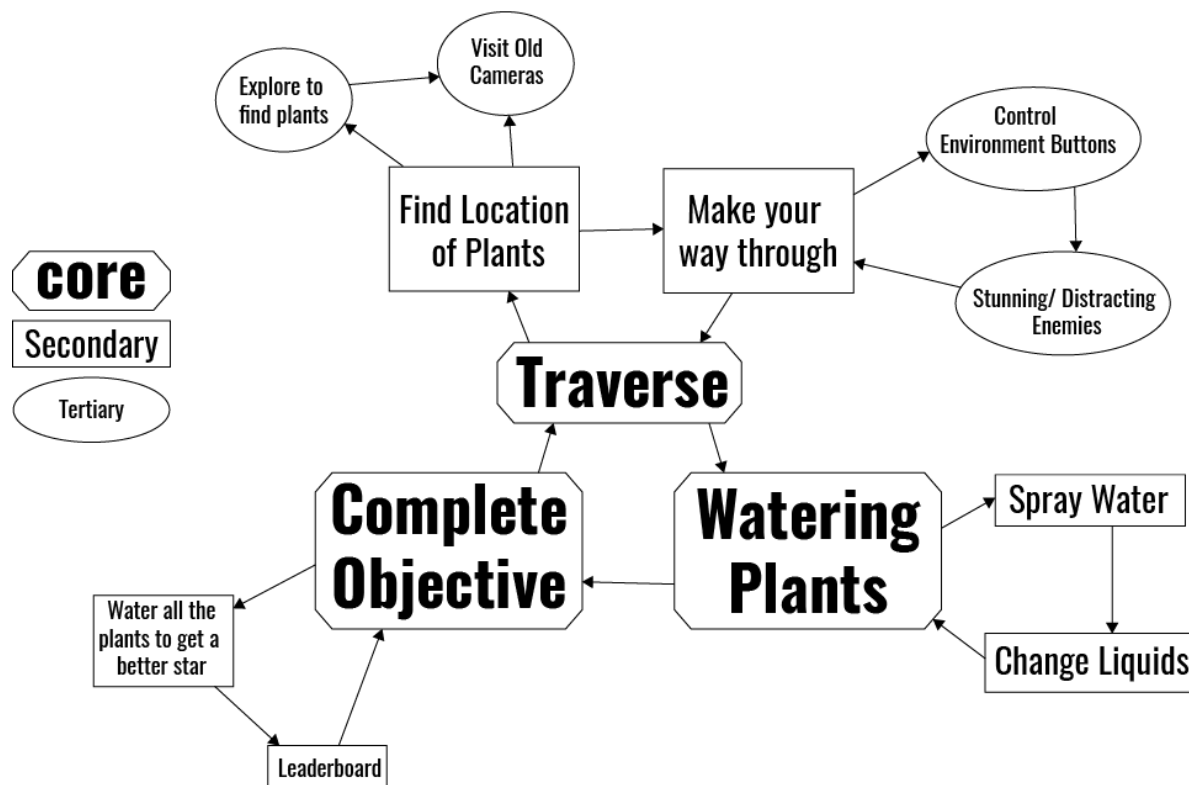 Visit Old
Cameras
Explore to
find plants
Control
Environment Buttons
Find Location
of Plants
Make your
way through
core
Secondary
Tertiary
Stunning/ Distracting
Enemies
Traverse
Complete
Objective
Watering
Plants
Spray Water
Change Liquids
Water all the
plants to get a
better star
Leaderboard